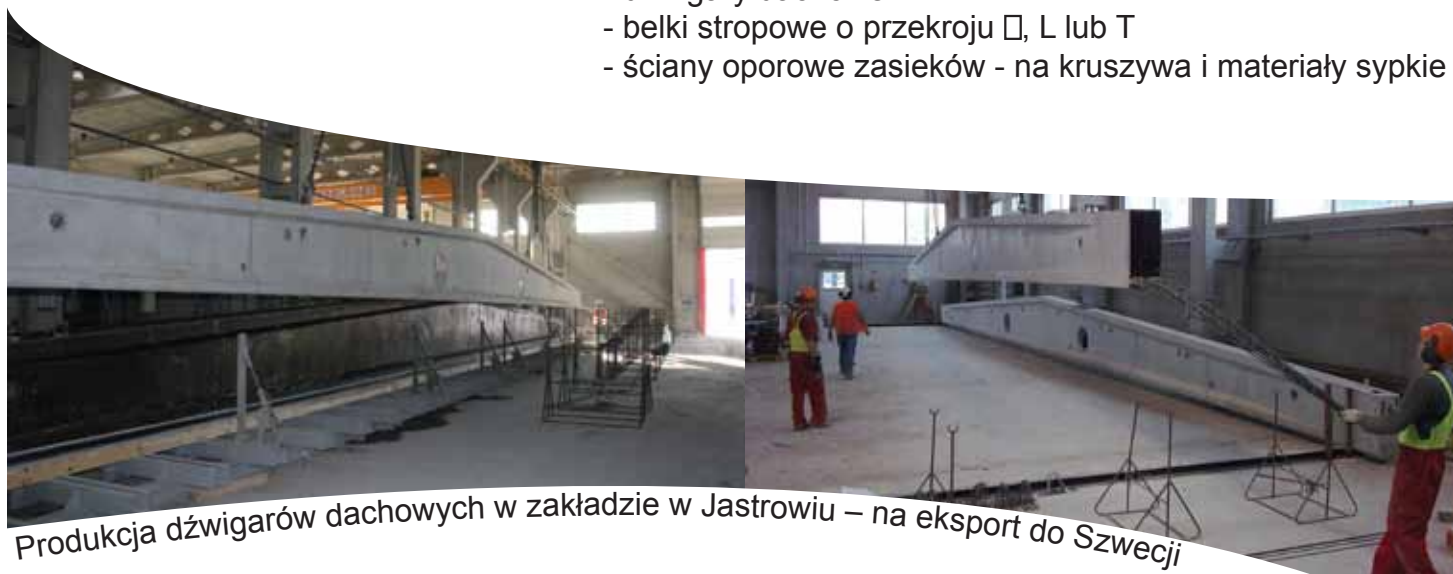 - belki stropowe o przekroju □, L lub T
- ściany oporowe zasieków - na kruszywa i materiały sypkie
Produkcja dźwigarów dachowych w zakładzie w Jastrowiu – na eksport do Szwecji